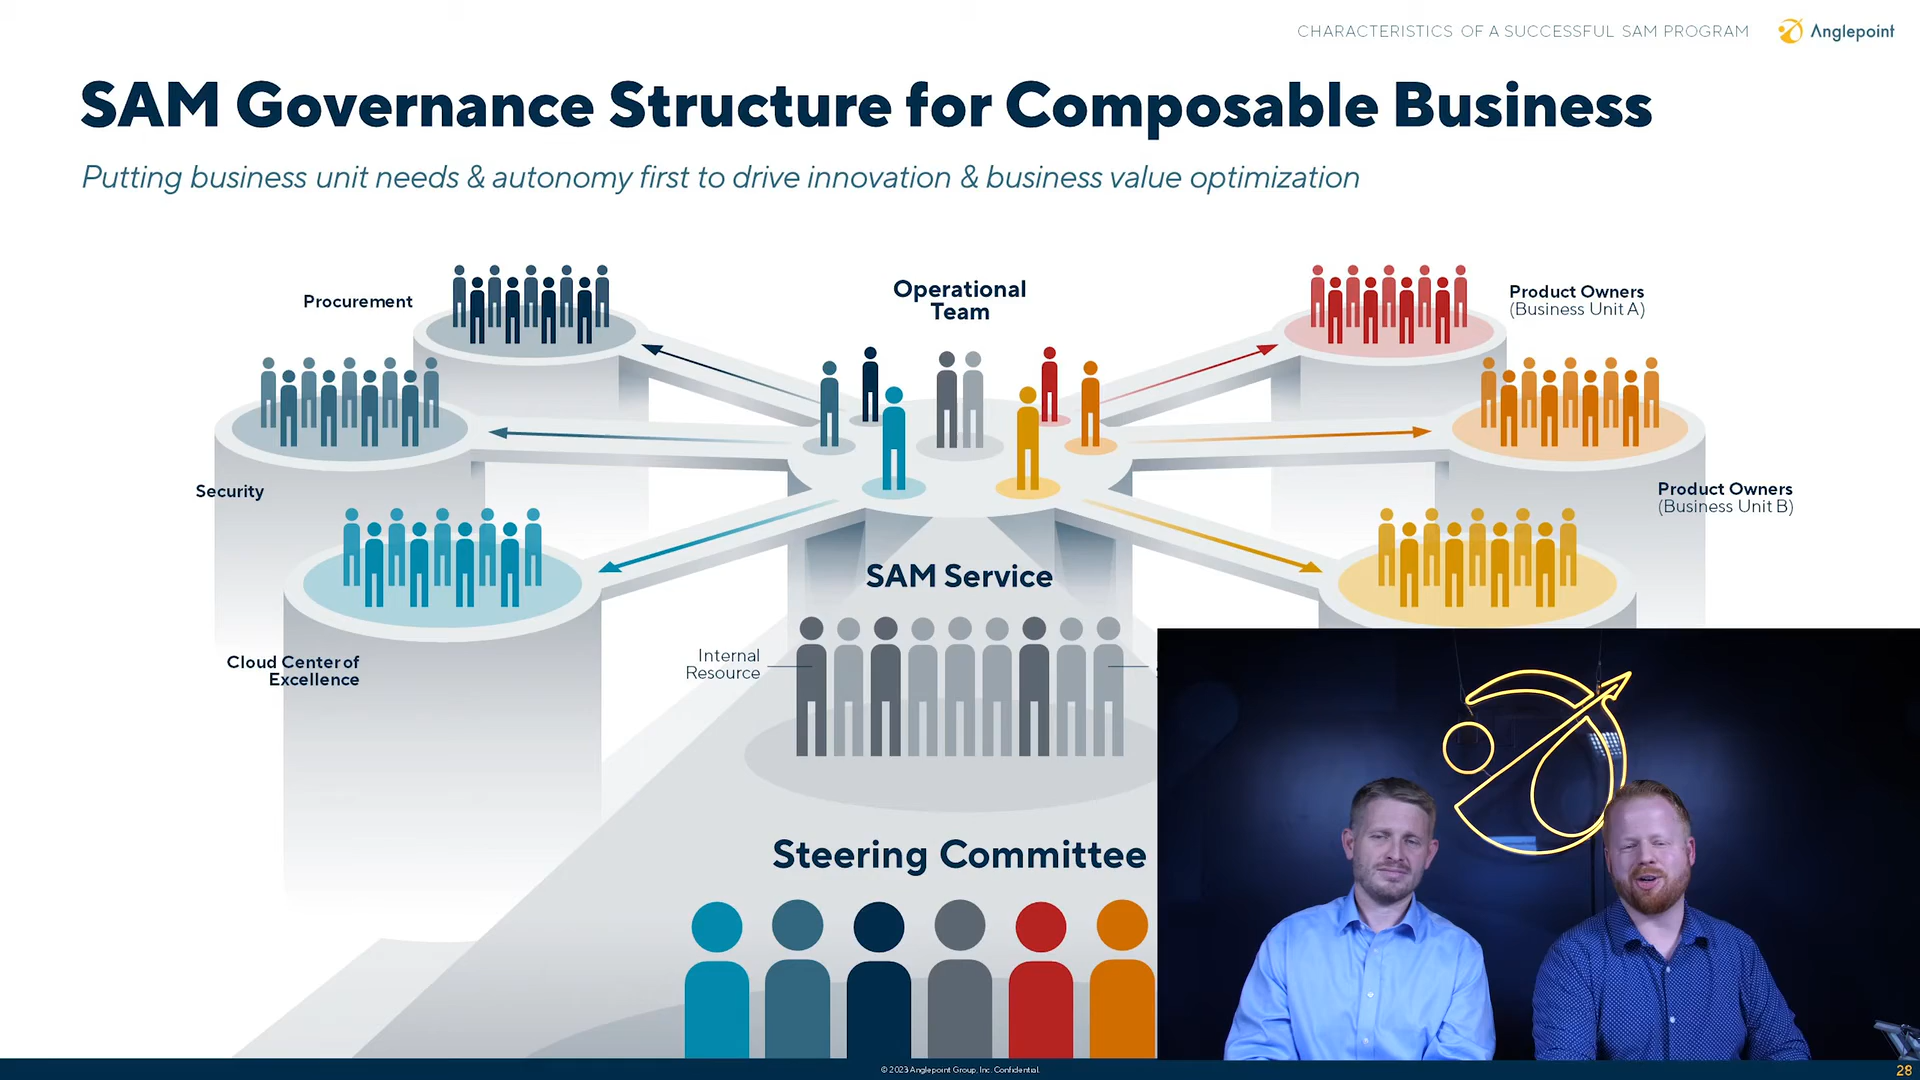 CHARACTERISTICS OF A SUCCESSFUL SAM PROGRAM
Anglepoint
SAM Governance Structure for Composable Business
Putting business unit needs & autonomy first to drive innovation & business value optimization
Procurement
Operational
Team
Product Owners
(Business Unit A)
Security
Product Owners
(Business Unit B)
SAM Service
Internal
Resource
Cloud Center of
Excellence
Steering Committee
© 2023 Anglepoint Group, Inc. Confidential.
28